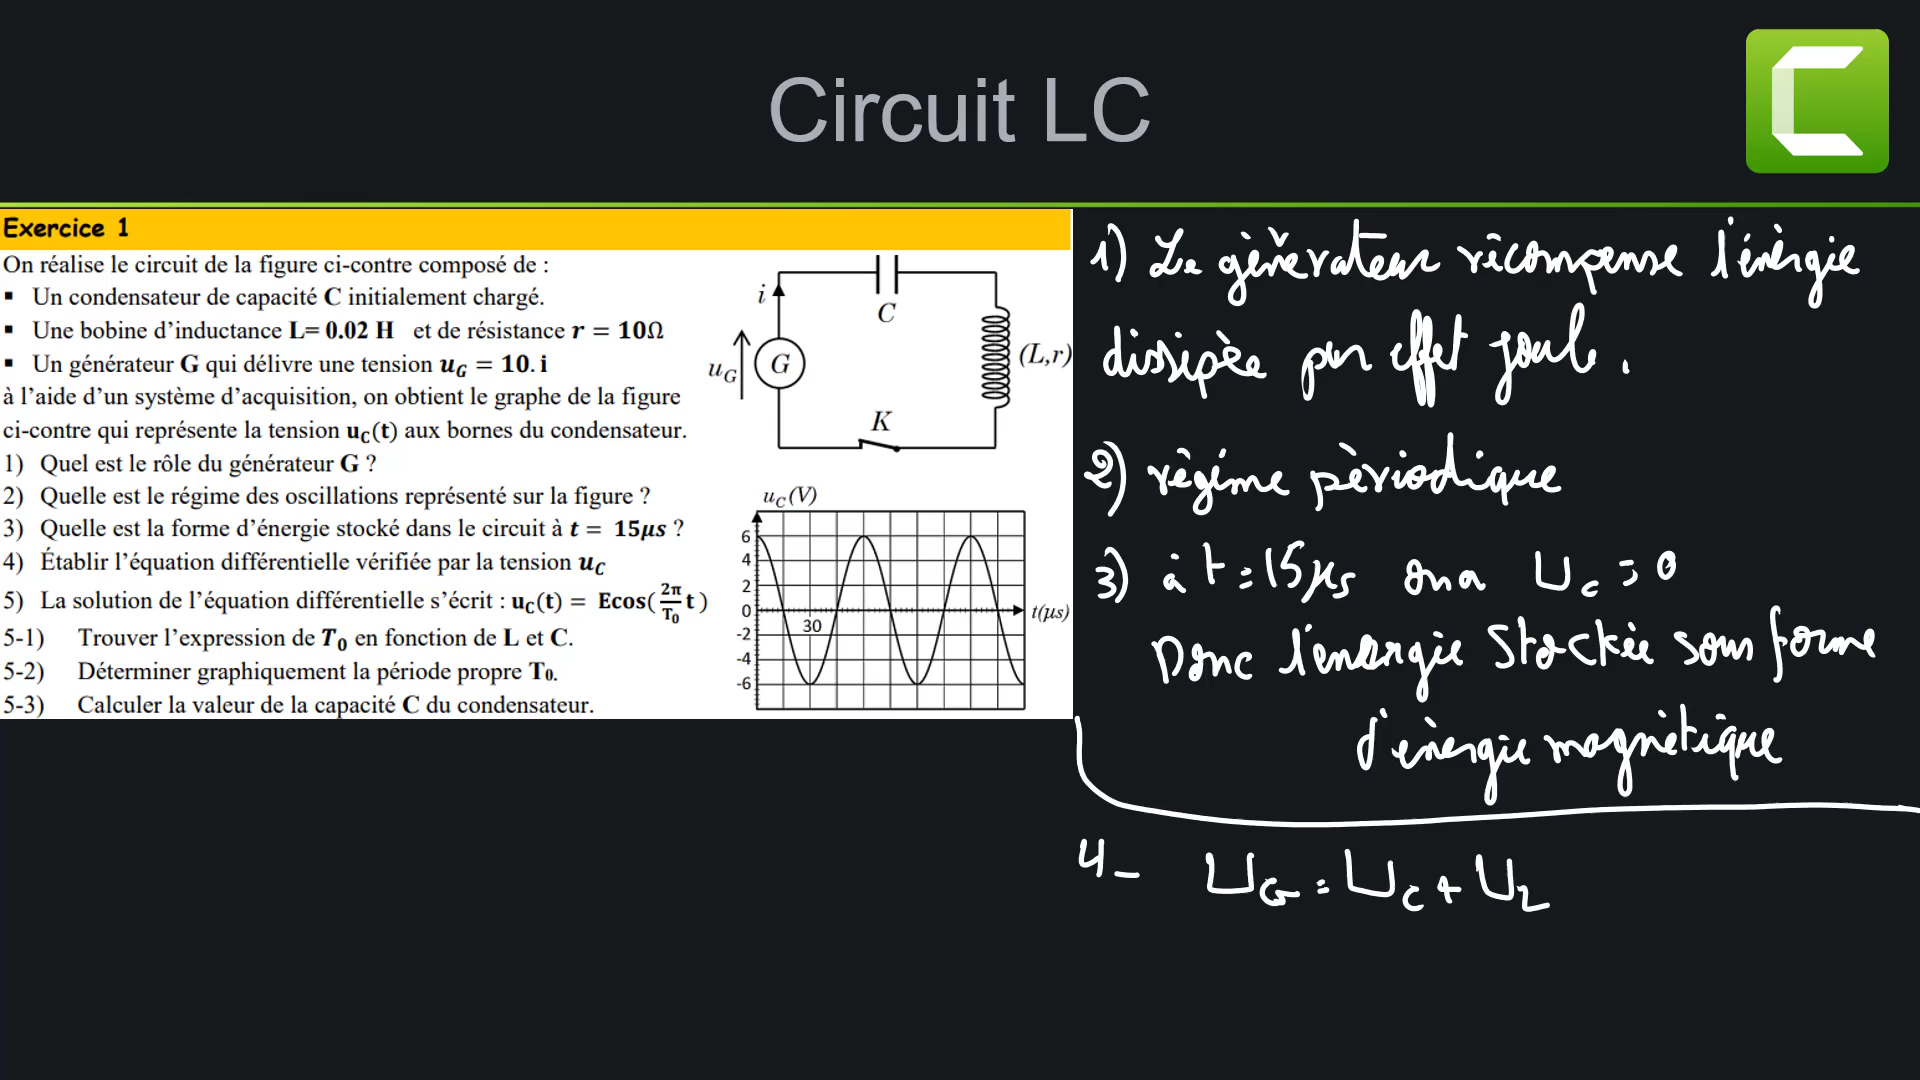 Circuit LC
Exercice 1
On réalise le circuit de la figure ci-contre composé de :
▪ Un condensateur de capacité C initialement chargé.
▪ Une bobine d’inductance L= 0.02 H et de résistance r = 10Ω
▪ Un générateur G qui délivre une tension u_G = 10. i
à l’aide d’un système d’acquisition, on obtient le graphe de la figure
ci-contre qui représente la tension u_C(t) aux bornes du condensateur.
1) Quel est le rôle du générateur G ?
2) Quelle est le régime des oscillations représenté sur la figure ?
3) Quelle est la forme d’énergie stocké dans le circuit à t = 15μs ?
4) Établir l’équation différentielle vérifiée par la tension u_C
5) La solution de l’équation différentielle s’écrit : u_C(t) = Ecos(2π/T_0 t)
5-1) Trouver l’expression de T_0 en fonction de L et C.
5-2) Déterminer graphiquement la période propre T_0.
5-3) Calculer la valeur de la capacité C du condensateur.
i
C
u_G
G
(L,r)
K
u_C(V)
6
4
2
0
-2
-4
-6
30
t(μs)
1) Le générateur récompense l'énérgie
dissipée par effet joule.
2) régime périodique
3) à t=15μs on a U_c = 0
Donc l'énergie Stockée sous forme
d'énergie magnétique
4- U_G = U_C + U_L